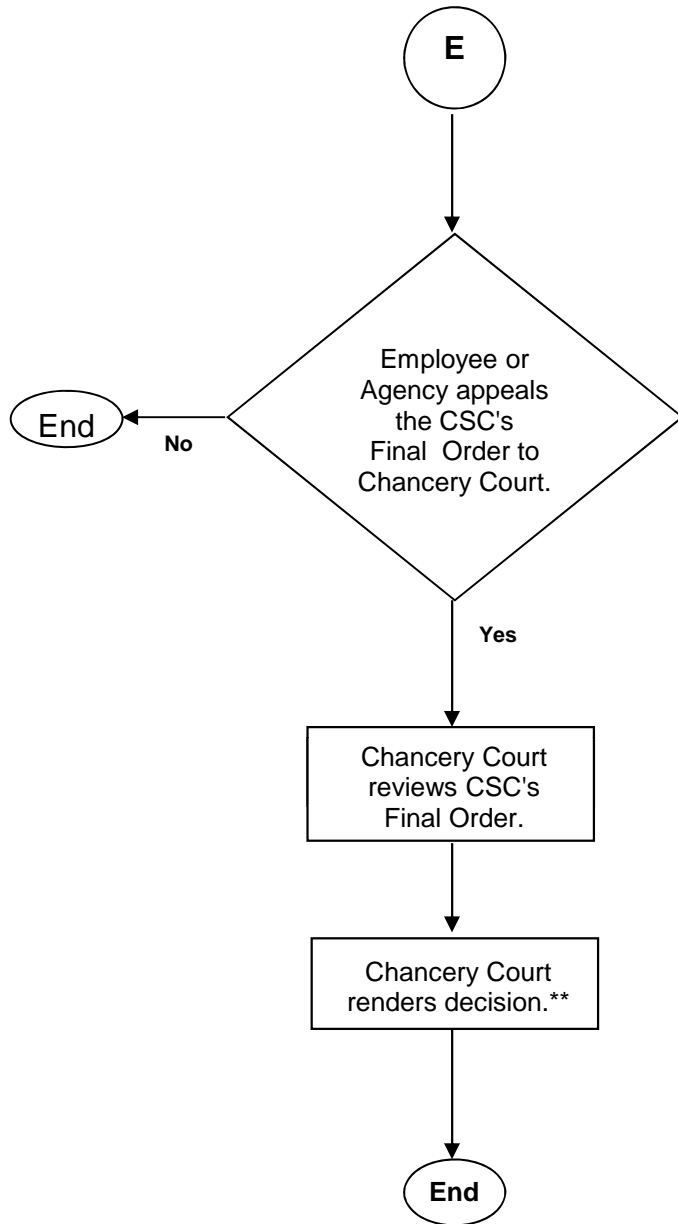 E
Employee or
Agency appeals
the CSC's
Final Order to
Chancery Court.
End
No
Yes
Chancery Court
reviews CSC's
Final Order.
Chancery Court
renders decision.**
End